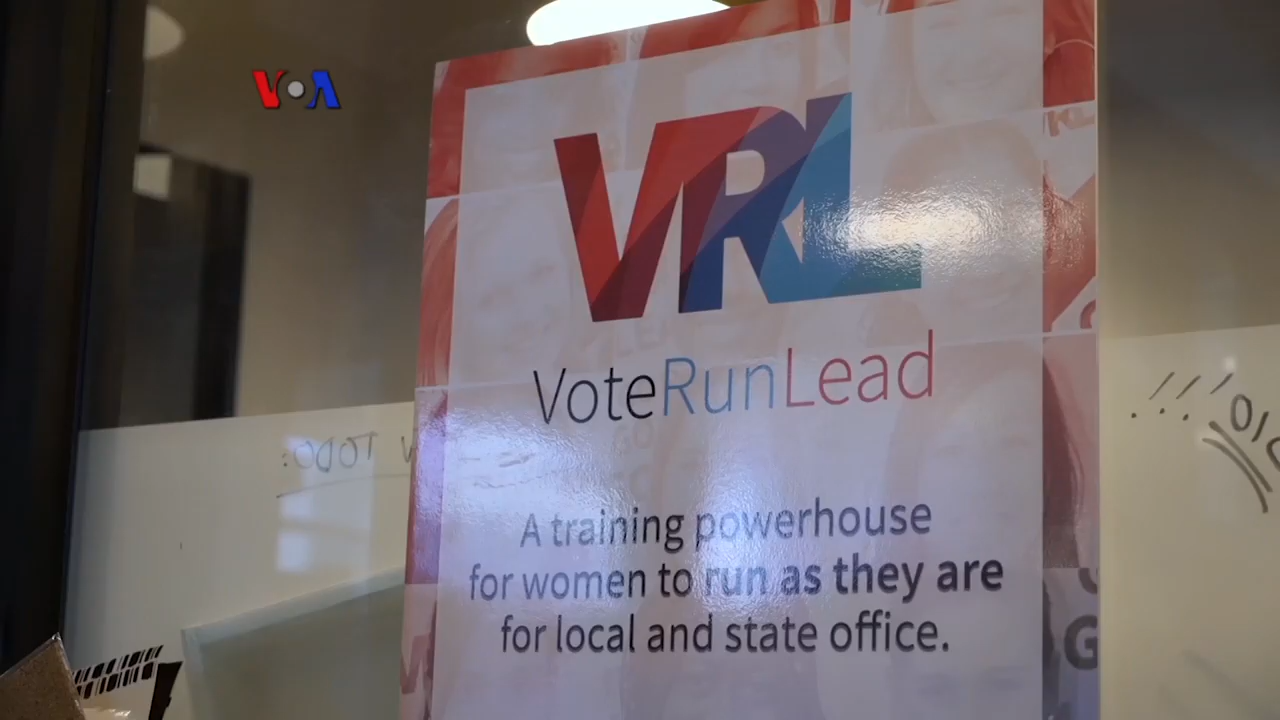 VOA
VRL
VoteRunLead
A training powerhouse
for women to run as they are
for local and state office.
TODO: